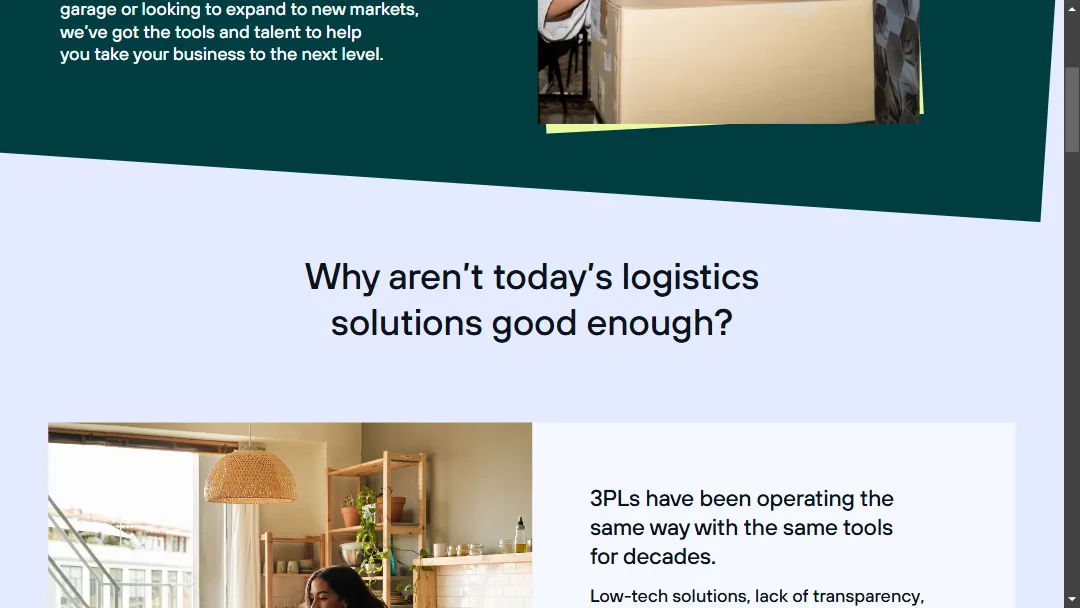 garage or looking to expand to new markets,
we’ve got the tools and talent to help
you take your business to the next level.
Why aren’t today’s logistics
solutions good enough?
3PLs have been operating the
same way with the same tools
for decades.
Low-tech solutions, lack of transparency,